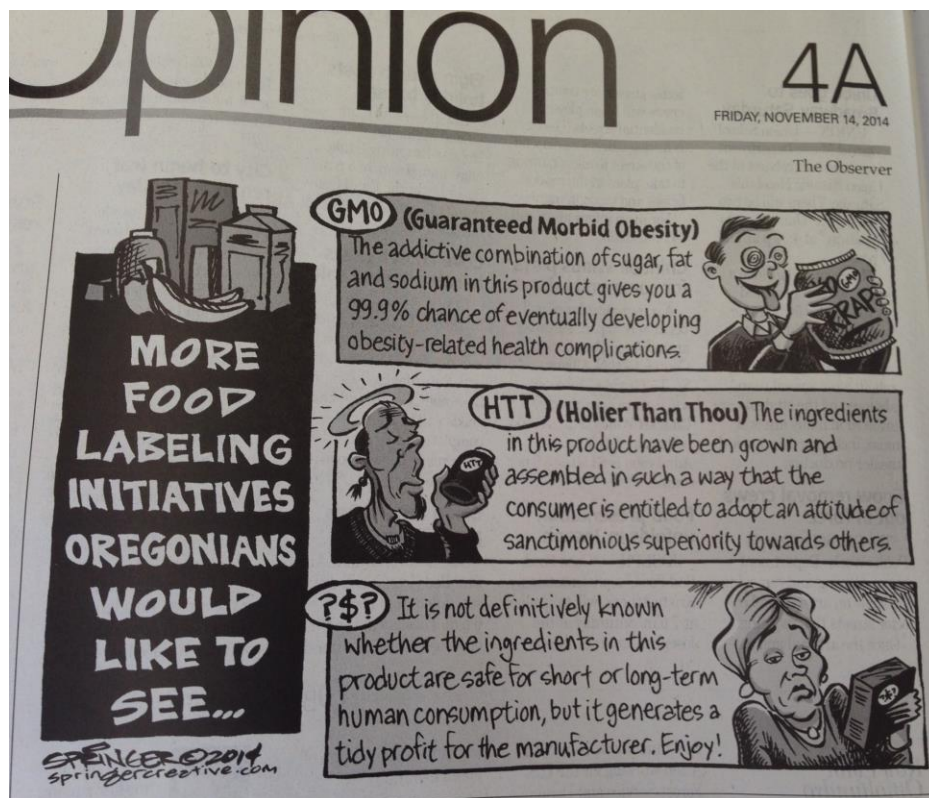 Opinion
4A
FRIDAY, NOVEMBER 14, 2014
The Observer
MORE
FOOD
LABELING
INITIATIVES
OREGONIANS
WOULD
LIKE TO
SEE...
SPRINGER©2014
springercreative.com
GMO (Guaranteed Morbid Obesity)
The addictive combination of sugar, fat
and sodium in this product gives you a
99.9% chance of eventually developing
obesity-related health complications.
GMO
KRAP
HTT (Holier Than Thou) The ingredients
in this product have been grown and
assembled in such a way that the
consumer is entitled to adopt an attitude of
sanctimonious superiority towards others.
HTT
?$? It is not definitively known
whether the ingredients in this
product are safe for short or long-term
human consumption, but it generates a
tidy profit for the manufacturer. Enjoy!
?$?